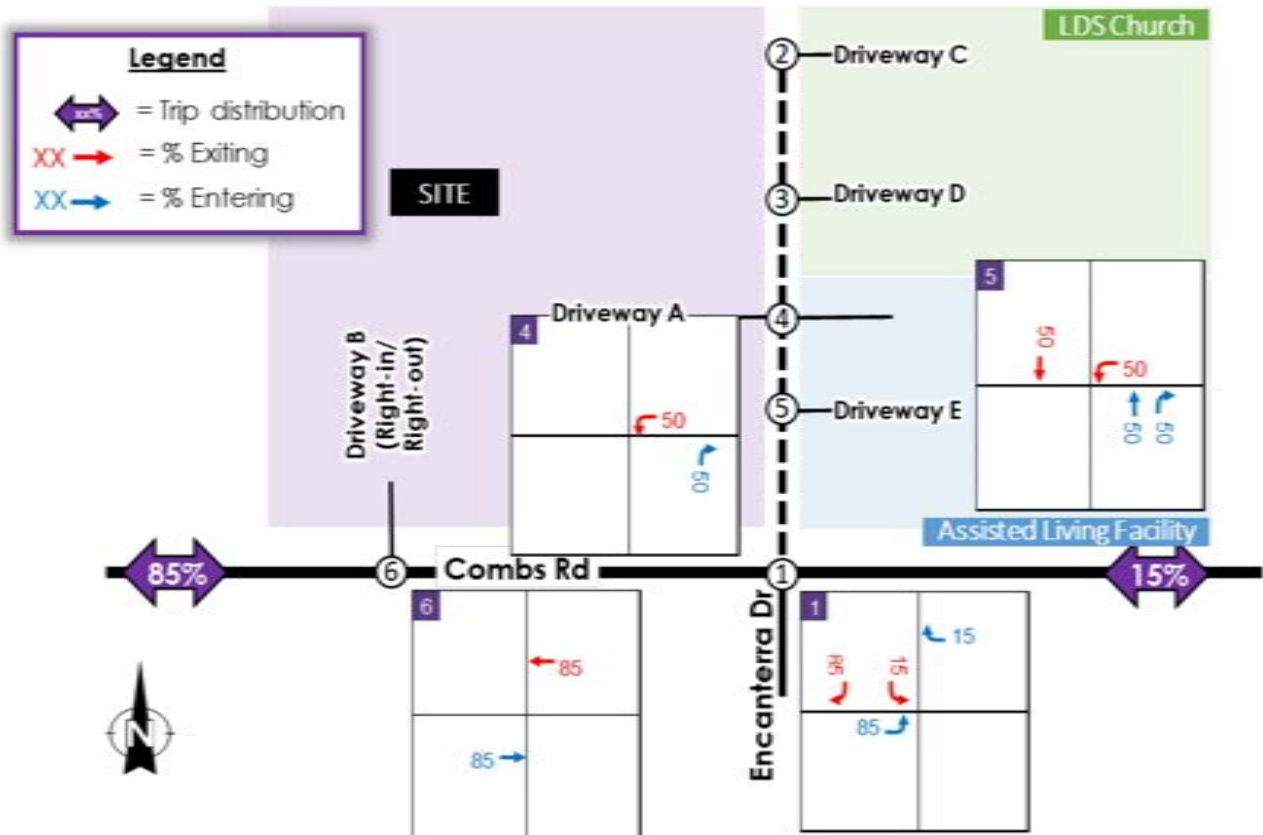 LDS Church
Legend
xx% = Trip distribution
XX = % Exiting
XX = % Entering
SITE
2 Driveway C
3 Driveway D
Driveway A 4
5 Driveway E
Driveway B
(Right-in/
Right-out)
4
50
50
5
50
50
50
50
Assisted Living Facility
85%
6
Combs Rd
1
15%
Encanterra Dr
6
85
85
1
15
85
15
85
N